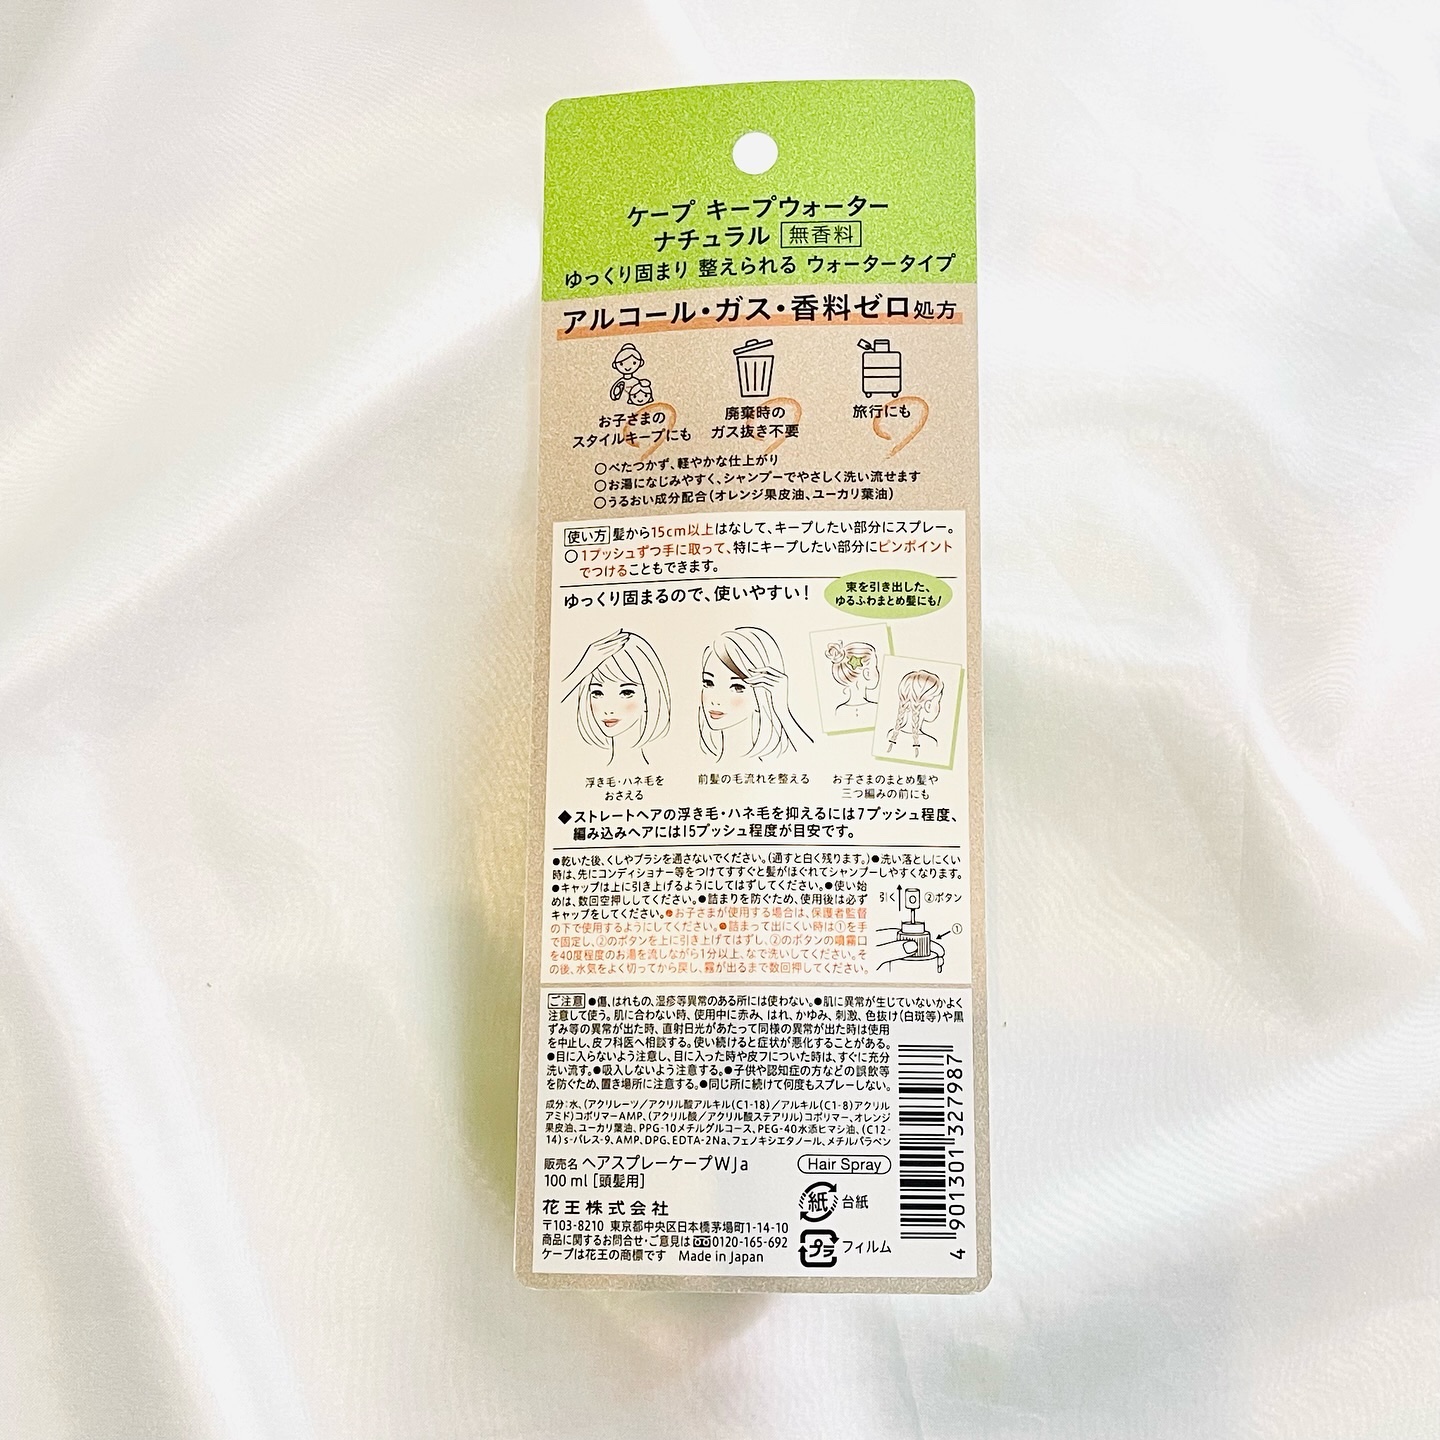 ケープ キープウォーター
ナチュラル 無香料
ゆっくり固まり 整えられる ウォータータイプ
アルコール・ガス・香料ゼロ処方
お子さまの
スタイルキープにも
廃棄時の
ガス抜き不要
旅行にも
○べたつかず、軽やかな仕上がり
○お湯になじみやすく、シャンプーでやさしく洗い流せます
○うるおい成分配合(オレンジ果皮油、ユーカリ葉油)
使い方 髪から15cm以上はなして、キープしたい部分にスプレー。
○1プッシュずつ手に取って、特にキープしたい部分にピンポイント
でつけることもできます。
ゆっくり固まるので、使いやすい!
束を引き出した、
ゆるふわまとめ髪にも!
浮き毛・ハネ毛を
おさえる
前髪の毛流れを整える
お子さまのまとめ髪や
三つ編みの前にも
◆ストレートヘアの浮き毛・ハネ毛を抑えるには7プッシュ程度、
編み込みヘアには15プッシュ程度が目安です。
●乾いた後、くしやブラシを通さないでください。(通すと白く残ります。)●洗い落としにくい
時は、先にコンディショナー等をつけてすすぐと髪がほぐれてシャンプーしやすくなります。
●キャップは上に引き上げるようにしてはずしてください。●使い始
めは、数回空押ししてください。●詰まりを防ぐため、使用後は必ず
キャップをしてください。●お子さまが使用する場合は、保護者監督
の下で使用するようにしてください。●詰まって出にくい時は①を手
で固定し、②のボタンを上に引き上げてはずし、②のボタンの噴霧口
を40度程度のお湯を流しながら1分以上、なで洗いしてください。そ
の後、水気をよく切ってから戻し、霧が出るまで数回押してください。
引く
②ボタン
①
ご注意 ●傷、はれもの、湿疹等異常のある所には使わない。●肌に異常が生じていないかよく
注意して使う。肌に合わない時、使用中に赤み、はれ、かゆみ、刺激、色抜け(白斑等)や黒
ずみ等の異常が出た時、直射日光があたって同様の異常が出た時は使用
を中止し、皮フ科医へ相談する。使い続けると症状が悪化することがある。
●目に入らないよう注意し、目に入った時や皮フについた時は、すぐに充分
洗い流す。●吸入しないよう注意する。●子供や認知症の方などの誤飲等
を防ぐため、置き場所に注意する。●同じ所に続けて何度もスプレーしない。
成分:水、(アクリレーツ/アクリル酸アルキル(C1-18)/アルキル(C1-8)アクリル
アミド)コポリマーAMP、(アクリル酸/アクリル酸ステアリル)コポリマー、オレンジ
果皮油、ユーカリ葉油、PPG-10メチルグルコース、PEG-40水添ヒマシ油、(C12-
14)s-パレス-9、AMP、DPG、EDTA-2Na、フェノキシエタノール、メチルパラベン
販売名 ヘアスプレーケープWJa
100 ml [頭髪用]
Hair Spray
花王株式会社
〒103-8210 東京都中央区日本橋茅場町1-14-10
商品に関するお問合せ・ご意見は 0120-165-692
ケープは花王の商標です Made in Japan
紙 台紙
プラ フィルム
4 901301 327987